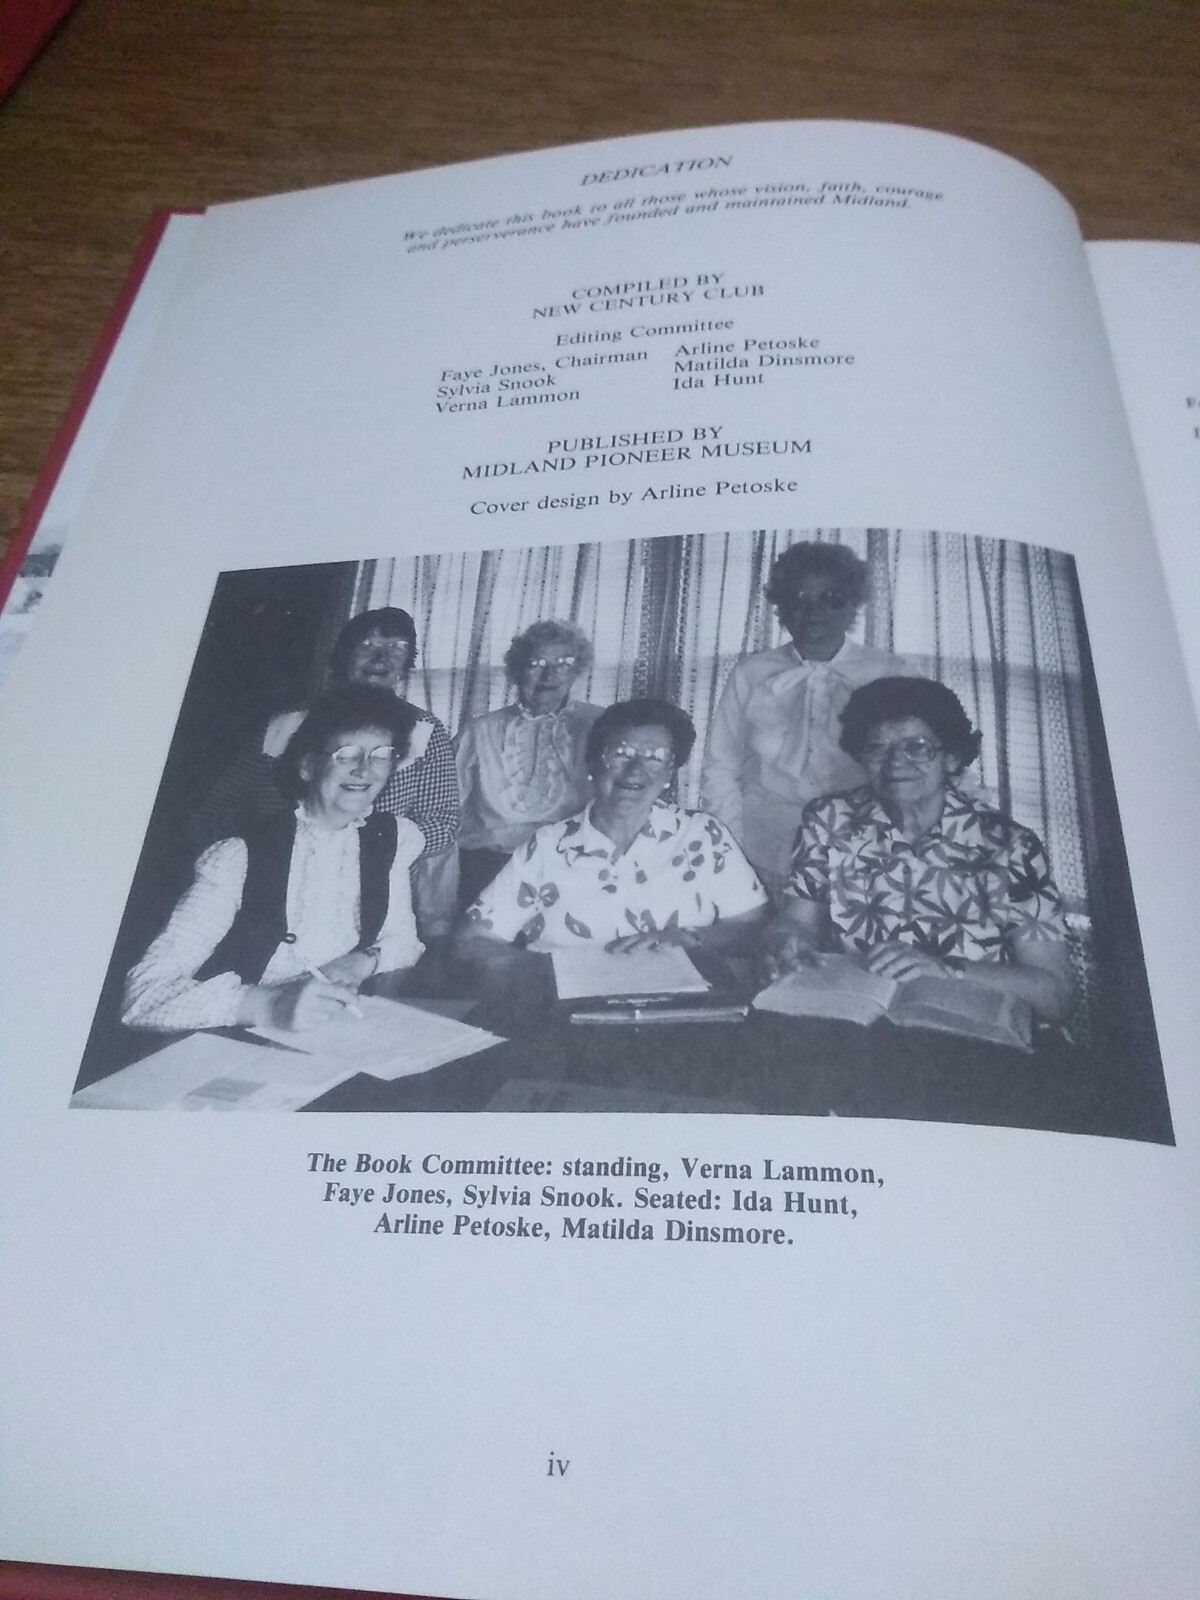 DEDICATION
We dedicate this book to all those whose vision, faith, courage
and perserverance have founded and maintained Midland.
COMPILED BY
NEW CENTURY CLUB
Editing Committee
Faye Jones, Chairman Arline Petoske
Sylvia Snook Matilda Dinsmore
Verna Lammon Ida Hunt
PUBLISHED BY
MIDLAND PIONEER MUSEUM
Cover design by Arline Petoske
The Book Committee: standing, Verna Lammon,
Faye Jones, Sylvia Snook. Seated: Ida Hunt,
Arline Petoske, Matilda Dinsmore.
iv